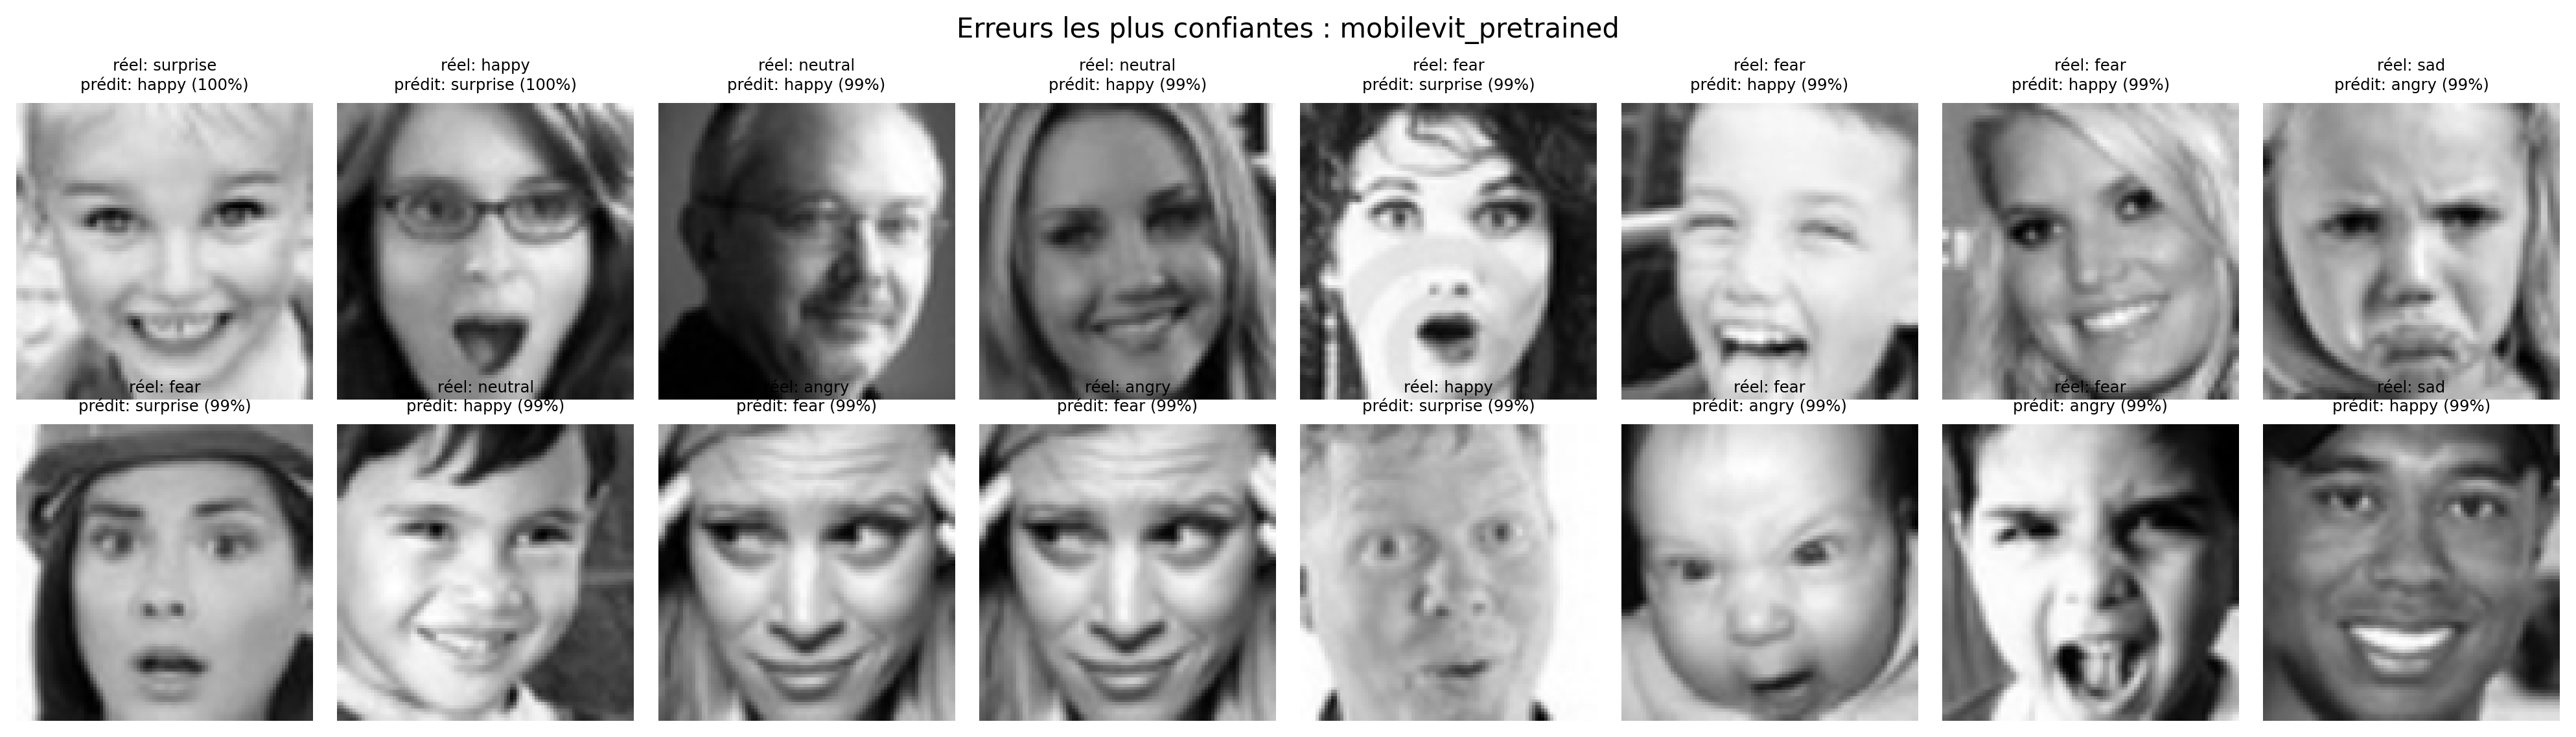 Erreurs les plus confiantes : mobilevit_pretrained
réel: surprise
prédit: happy (100%)
réel: happy
prédit: surprise (100%)
réel: neutral
prédit: happy (99%)
réel: neutral
prédit: happy (99%)
réel: fear
prédit: surprise (99%)
réel: fear
prédit: happy (99%)
réel: fear
prédit: happy (99%)
réel: sad
prédit: angry (99%)
réel: fear
prédit: surprise (99%)
réel: neutral
prédit: happy (99%)
réel: angry
prédit: fear (99%)
réel: angry
prédit: fear (99%)
réel: happy
prédit: surprise (99%)
réel: fear
prédit: angry (99%)
réel: fear
prédit: angry (99%)
réel: sad
prédit: happy (99%)